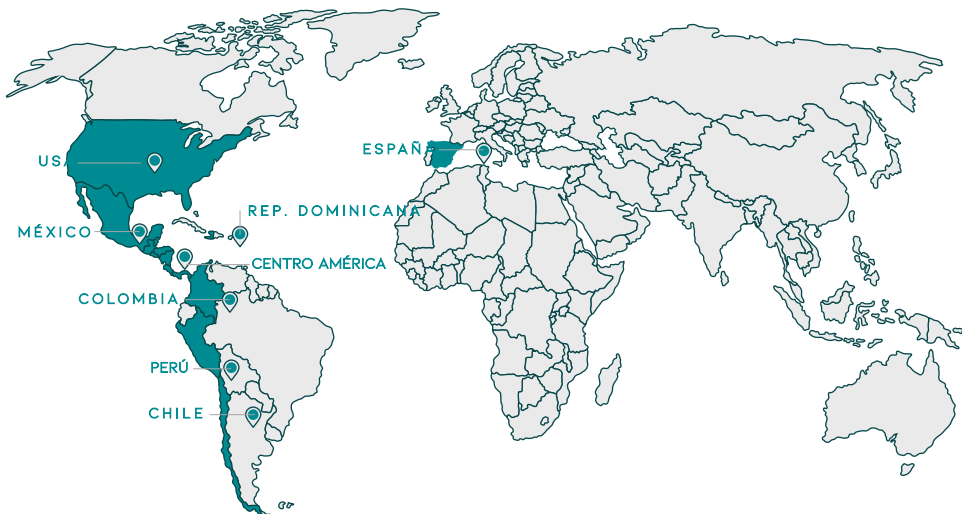 ESPAÑA
USA
REP. DOMINICANA
MÉXICO
CENTRO AMÉRICA
COLOMBIA
PERÚ
CHILE